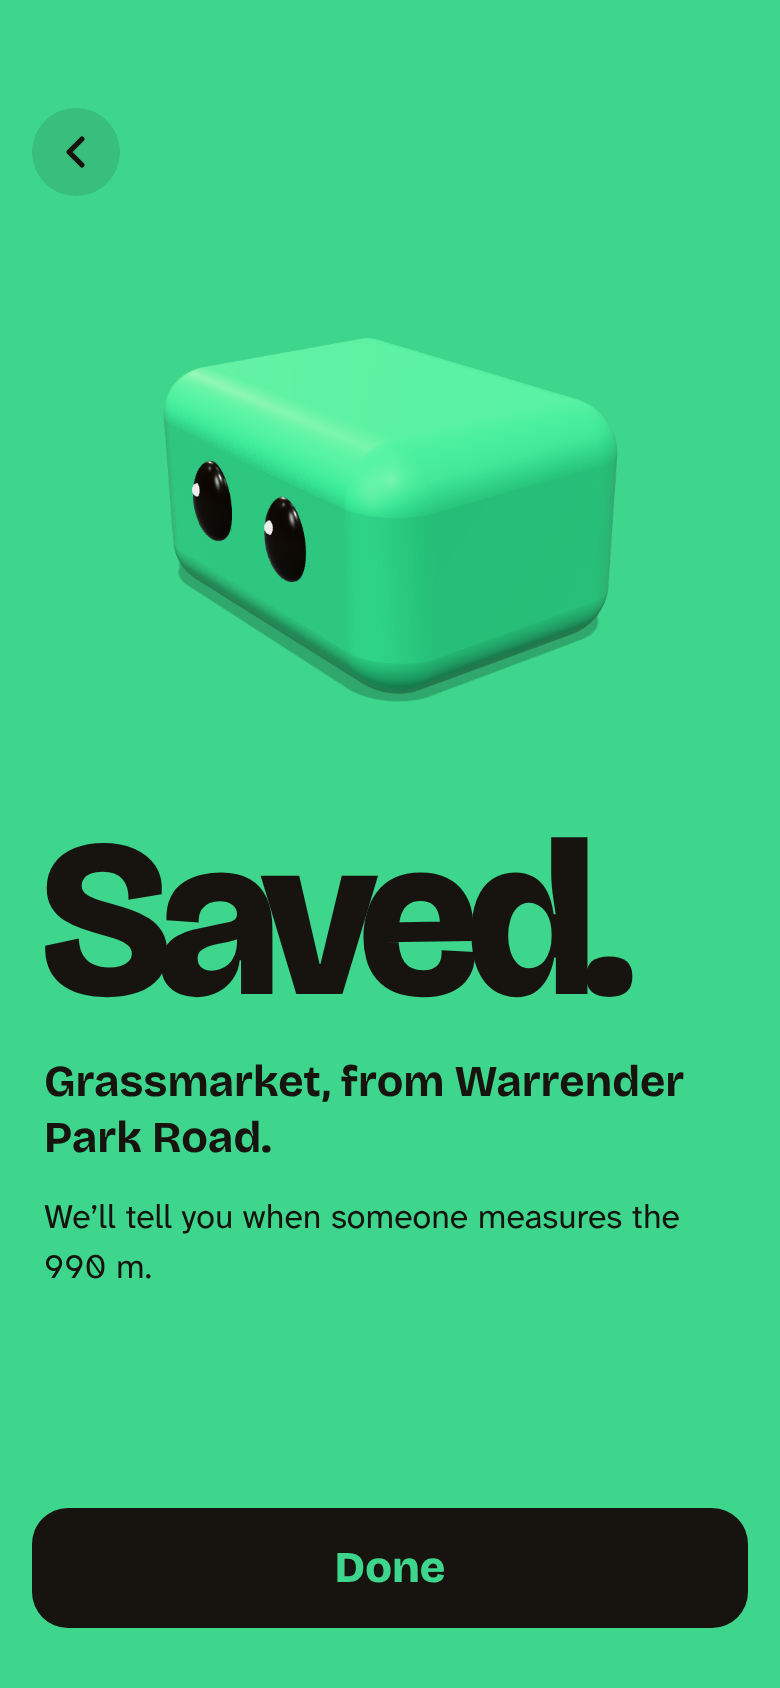 Saved.
Grassmarket, from Warrender
Park Road.
We’ll tell you when someone measures the
990 m.
Done